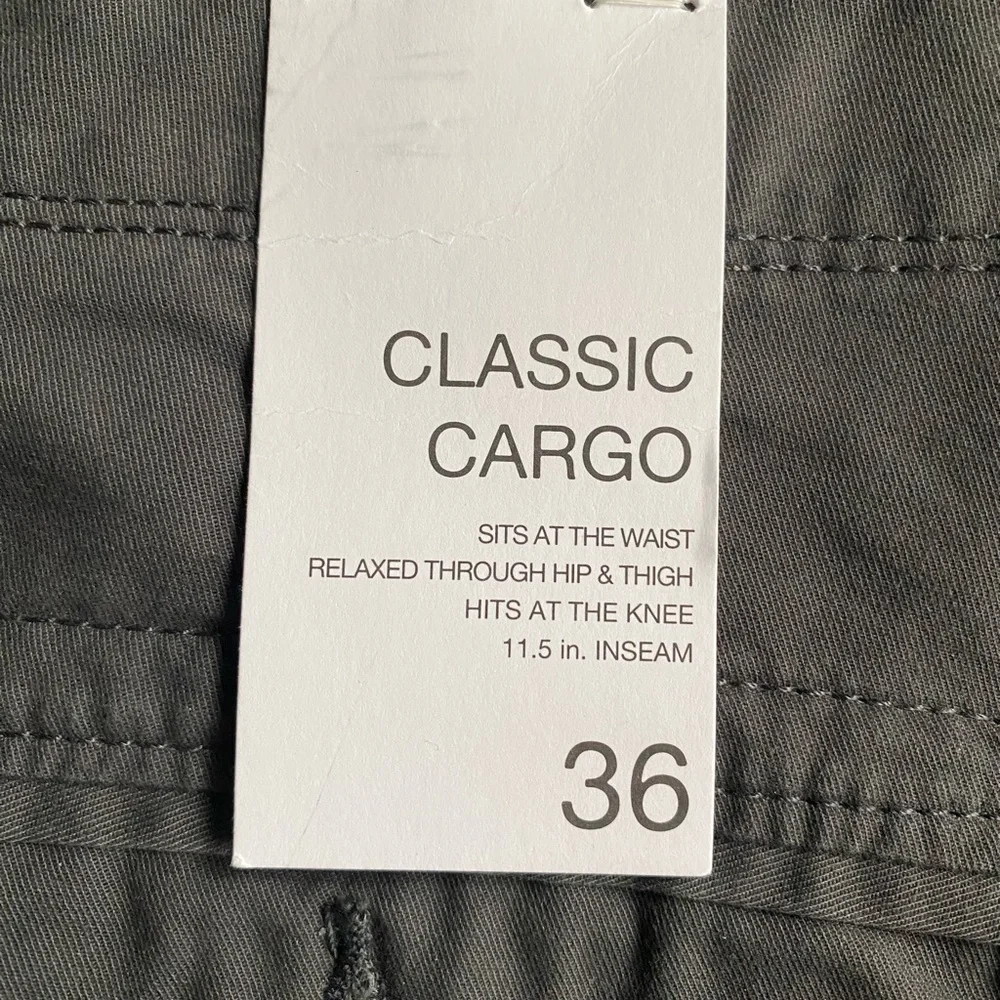 CLASSIC
CARGO
SITS AT THE WAIST
RELAXED THROUGH HIP & THIGH
HITS AT THE KNEE
11.5 in. INSEAM
36